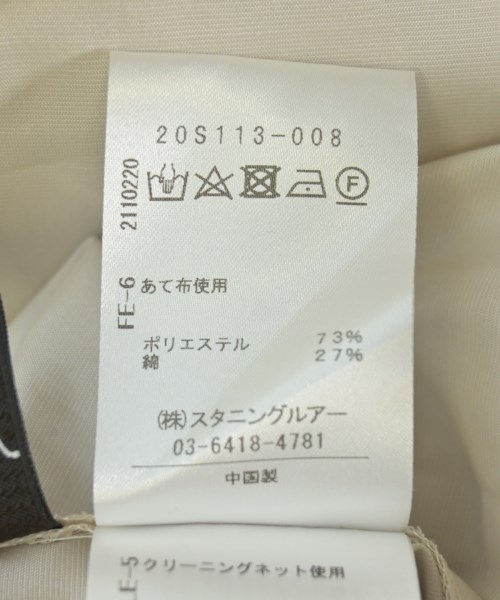 20S113-008
2110220
F
FE-6
あて布使用
ポリエステル 73%
綿 27%
(株)スタニングルアー
03-6418-4781
中国製
LE-5
クリーニングネット使用